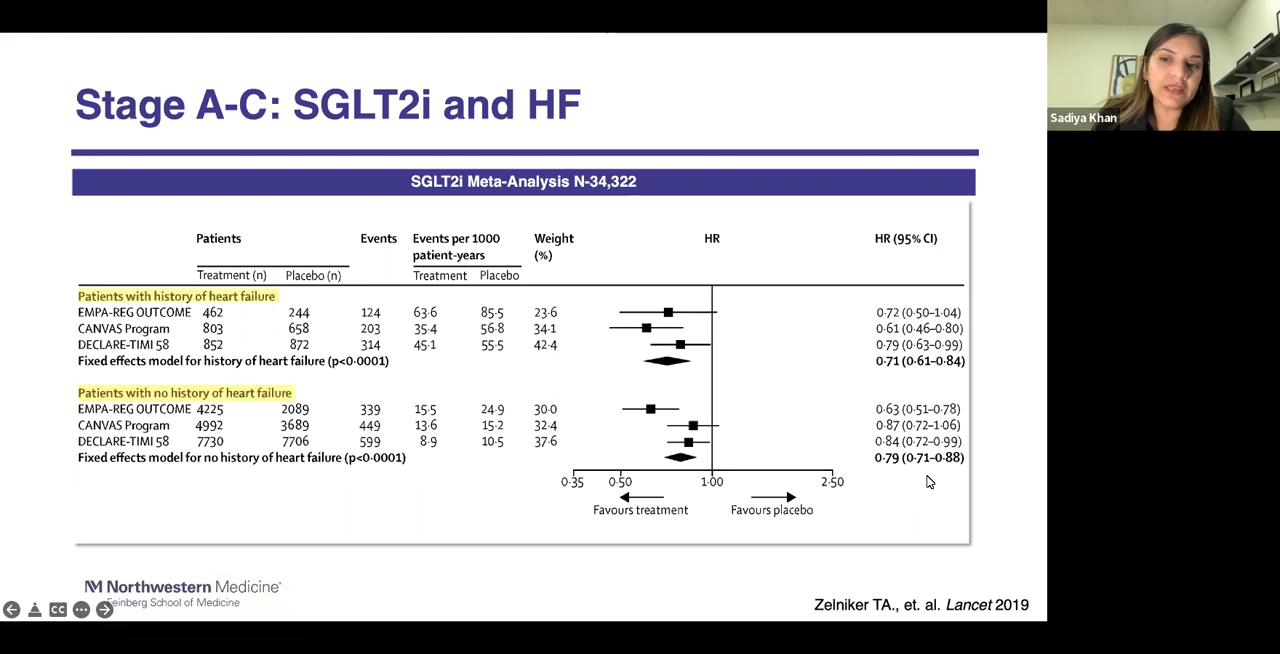 Stage A-C: SGLT2i and HF
Sadiya Khan
SGLT2i Meta-Analysis N-34,322
Patients Events Events per 1000 Weight HR HR (95% CI)
patient-years (%)
Treatment (n) Placebo (n) Treatment Placebo
Patients with history of heart failure
EMPA-REG OUTCOME 462 244 124 63·6 85·5 23·6 0·72 (0·50–1·04)
CANVAS Program 803 658 203 35·4 56·8 34·1 0·61 (0·46–0·80)
DECLARE-TIMI 58 852 872 314 45·1 55·5 42·4 0·79 (0·63–0·99)
Fixed effects model for history of heart failure (p<0·0001) 0·71 (0·61–0·84)
Patients with no history of heart failure
EMPA-REG OUTCOME 4225 2089 339 15·5 24·9 30·0 0·63 (0·51–0·78)
CANVAS Program 4992 3689 449 13·6 15·2 32·4 0·87 (0·72–1·06)
DECLARE-TIMI 58 7730 7706 599 8·9 10·5 37·6 0·84 (0·72–0·99)
Fixed effects model for no history of heart failure (p<0·0001) 0·79 (0·71–0·88)
0·35 0·50 1·00 2·50
Favours treatment Favours placebo
M Northwestern Medicine®
Feinberg School of Medicine
CC
Zelniker TA., et. al. Lancet 2019